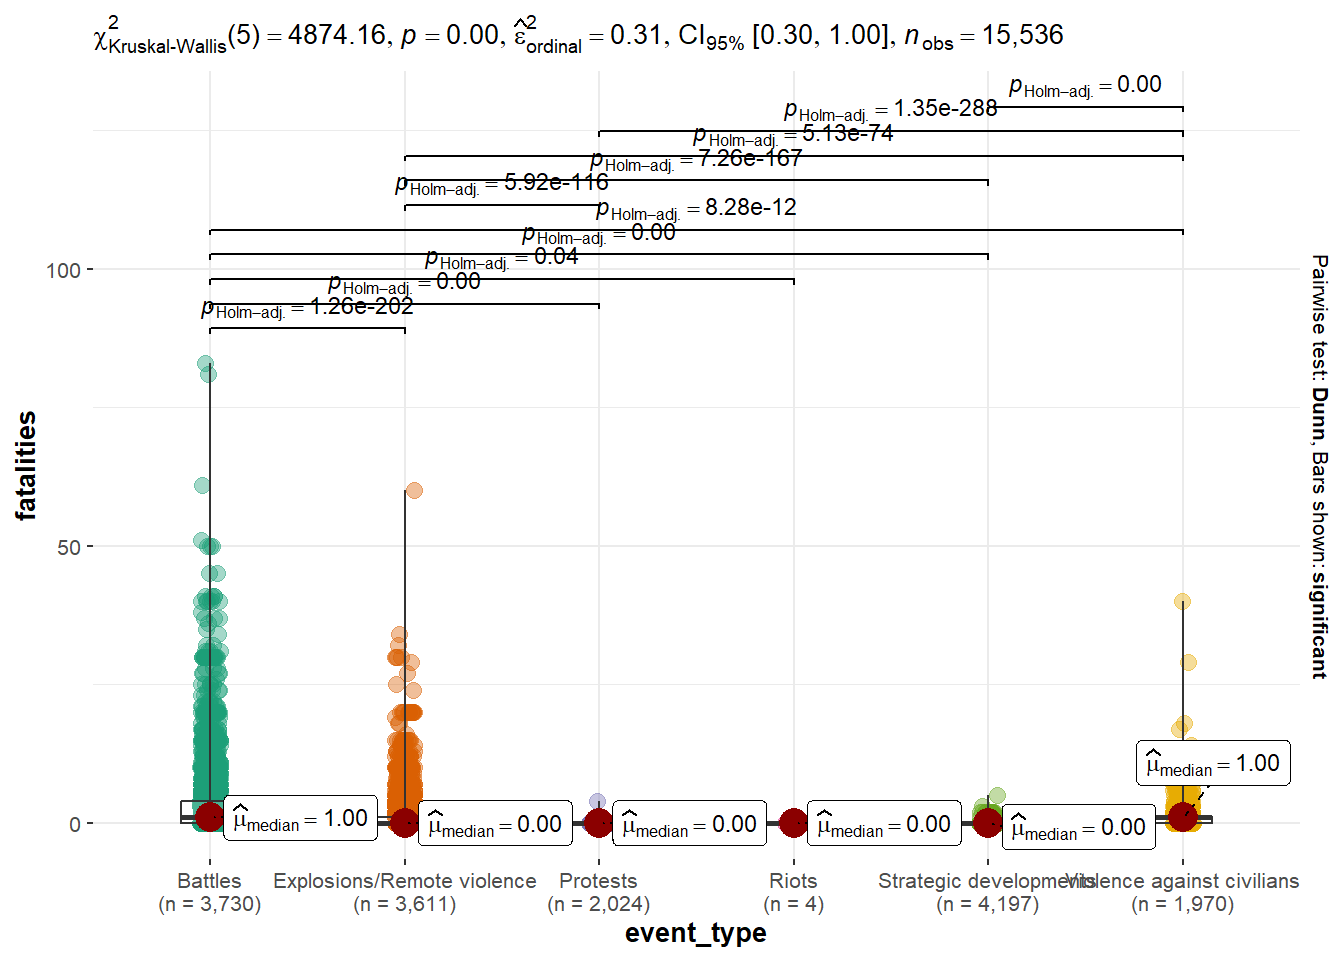 χ²Kruskal-Wallis(5) = 4874.16, p = 0.00, ε̂²ordinal = 0.31, CI95% [0.30, 1.00], nobs = 15,536
pHolm–adj. = 0.00
pHolm–adj. = 1.35e-288
pHolm–adj. = 5.13e-74
pHolm–adj. = 7.26e-167
pHolm–adj. = 5.92e-116
pHolm–adj. = 8.28e-12
pHolm–adj. = 0.00
pHolm–adj. = 0.04
pHolm–adj. = 0.00
pHolm–adj. = 1.26e-202
100
50
0
fatalities
Pairwise test: Dunn, Bars shown: significant
μ̂median = 1.00
μ̂median = 0.00
μ̂median = 0.00
μ̂median = 0.00
μ̂median = 0.00
μ̂median = 1.00
Battles
(n = 3,730)
Explosions/Remote violence
(n = 3,611)
Protests
(n = 2,024)
Riots
(n = 4)
Strategic developments
(n = 4,197)
Violence against civilians
(n = 1,970)
event_type